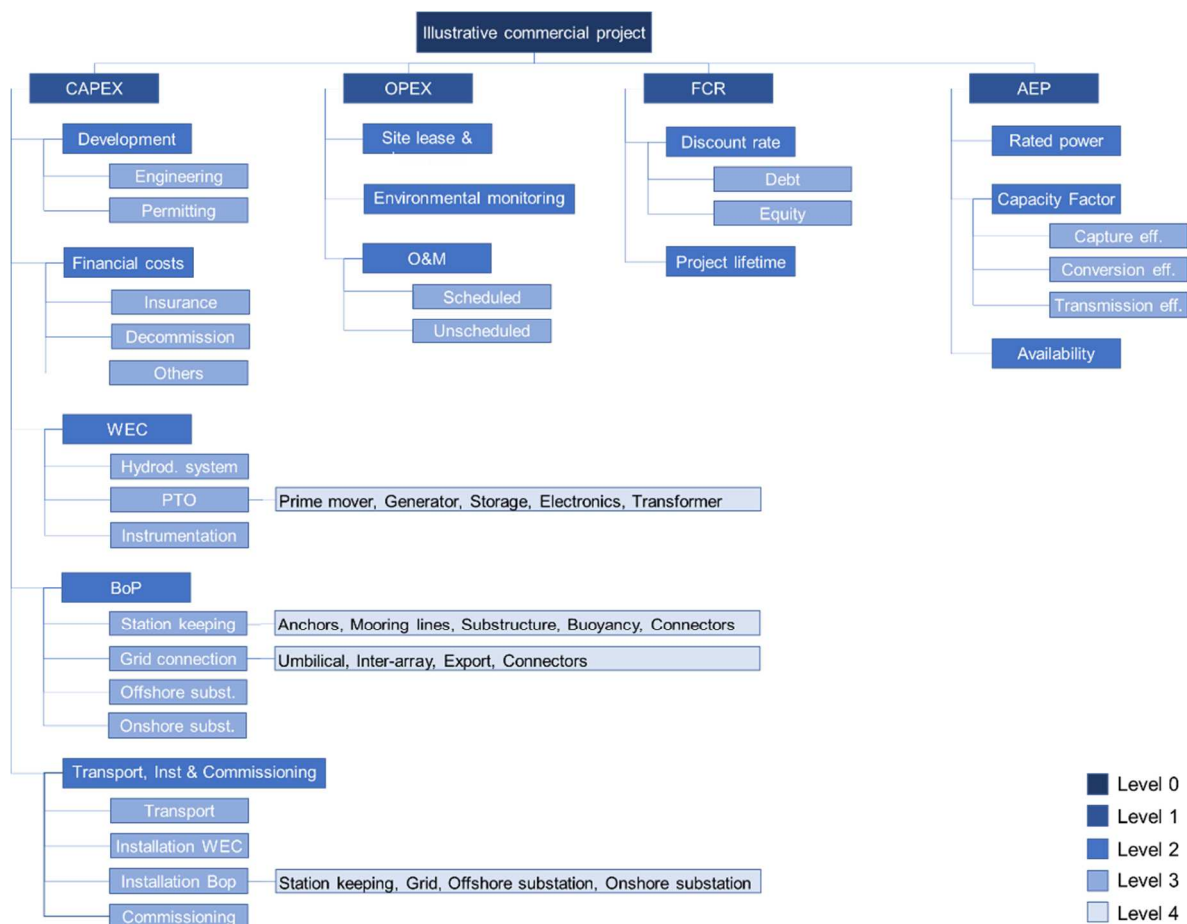 Illustrative commercial project
CAPEX
Development
Engineering
Permitting
Financial costs
Insurance
Decommission
Others
WEC
Hydrod. system
PTO
Prime mover, Generator, Storage, Electronics, Transformer
Instrumentation
BoP
Station keeping
Anchors, Mooring lines, Substructure, Buoyancy, Connectors
Grid connection
Umbilical, Inter-array, Export, Connectors
Offshore subst.
Onshore subst.
Transport, Inst & Commissioning
Transport
Installation WEC
Installation Bop
Station keeping, Grid, Offshore substation, Onshore substation
Commissioning
OPEX
Site lease &
Environmental monitoring
O&M
Scheduled
Unscheduled
FCR
Discount rate
Debt
Equity
Project lifetime
AEP
Rated power
Capacity Factor
Capture eff.
Conversion eff.
Transmission eff.
Availability
Level 0
Level 1
Level 2
Level 3
Level 4